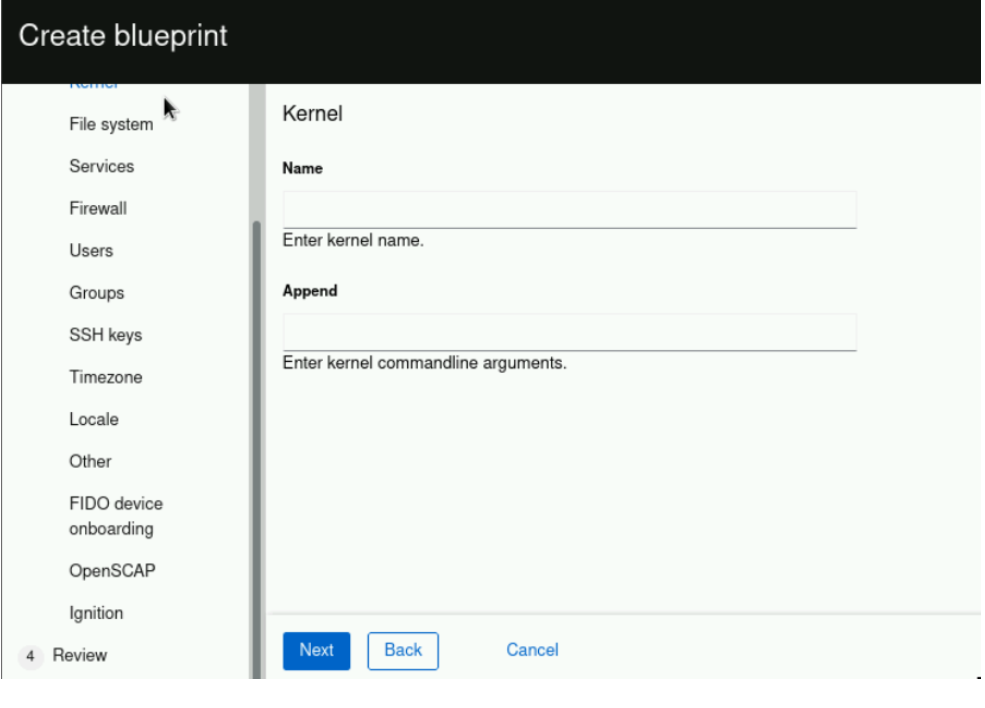 Create blueprint
Kernel
File system
Services
Firewall
Users
Groups
SSH keys
Timezone
Locale
Other
FIDO device
onboarding
OpenSCAP
Ignition
4 Review
Kernel
Name
Enter kernel name.
Append
Enter kernel commandline arguments.
Next Back Cancel